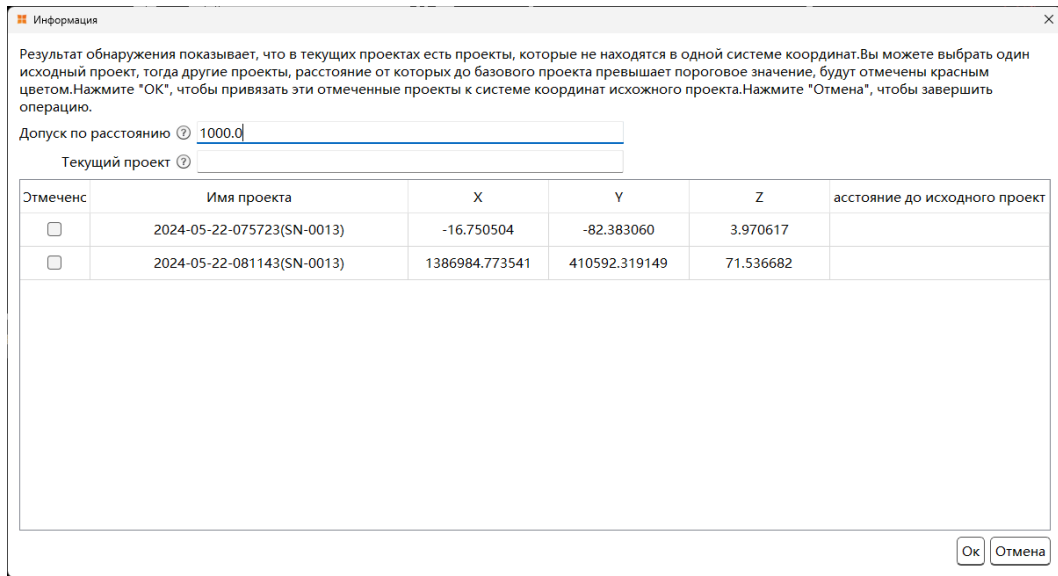 Информация
Результат обнаружения показывает, что в текущих проектах есть проекты, которые не находятся в одной системе координат.Вы можете выбрать один
исходный проект, тогда другие проекты, расстояние от которых до базового проекта превышает пороговое значение, будут отмечены красным
цветом.Нажмите "ОК", чтобы привязать эти отмеченные проекты к системе координат исхожного проекта.Нажмите "Отмена", чтобы завершить
операцию.
Допуск по расстоянию ? 1000.0
Текущий проект ?
Отмеченс Имя проекта X Y Z асстояние до исходного проект
2024-05-22-075723(SN-0013) -16.750504 -82.383060 3.970617
2024-05-22-081143(SN-0013) 1386984.773541 410592.319149 71.536682
Ок Отмена